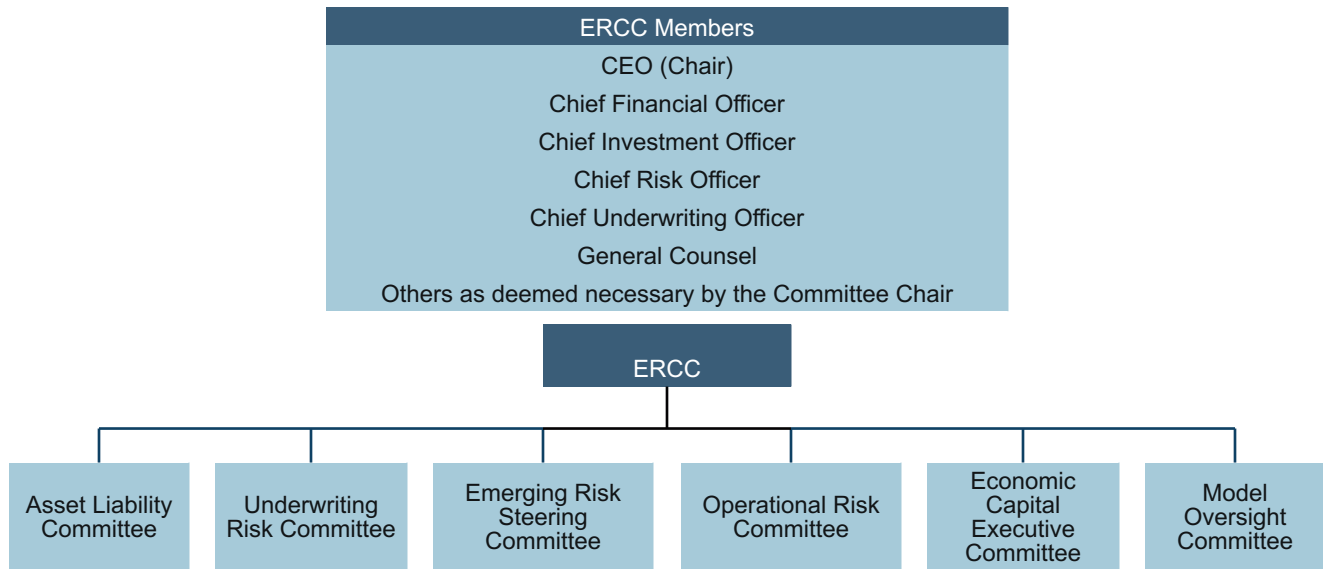 ERCC Members
CEO (Chair)
Chief Financial Officer
Chief Investment Officer
Chief Risk Officer
Chief Underwriting Officer
General Counsel
Others as deemed necessary by the Committee Chair
ERCC
Asset Liability
Committee
Underwriting
Risk Committee
Emerging Risk
Steering
Committee
Operational Risk
Committee
Economic
Capital
Executive
Committee
Model
Oversight
Committee